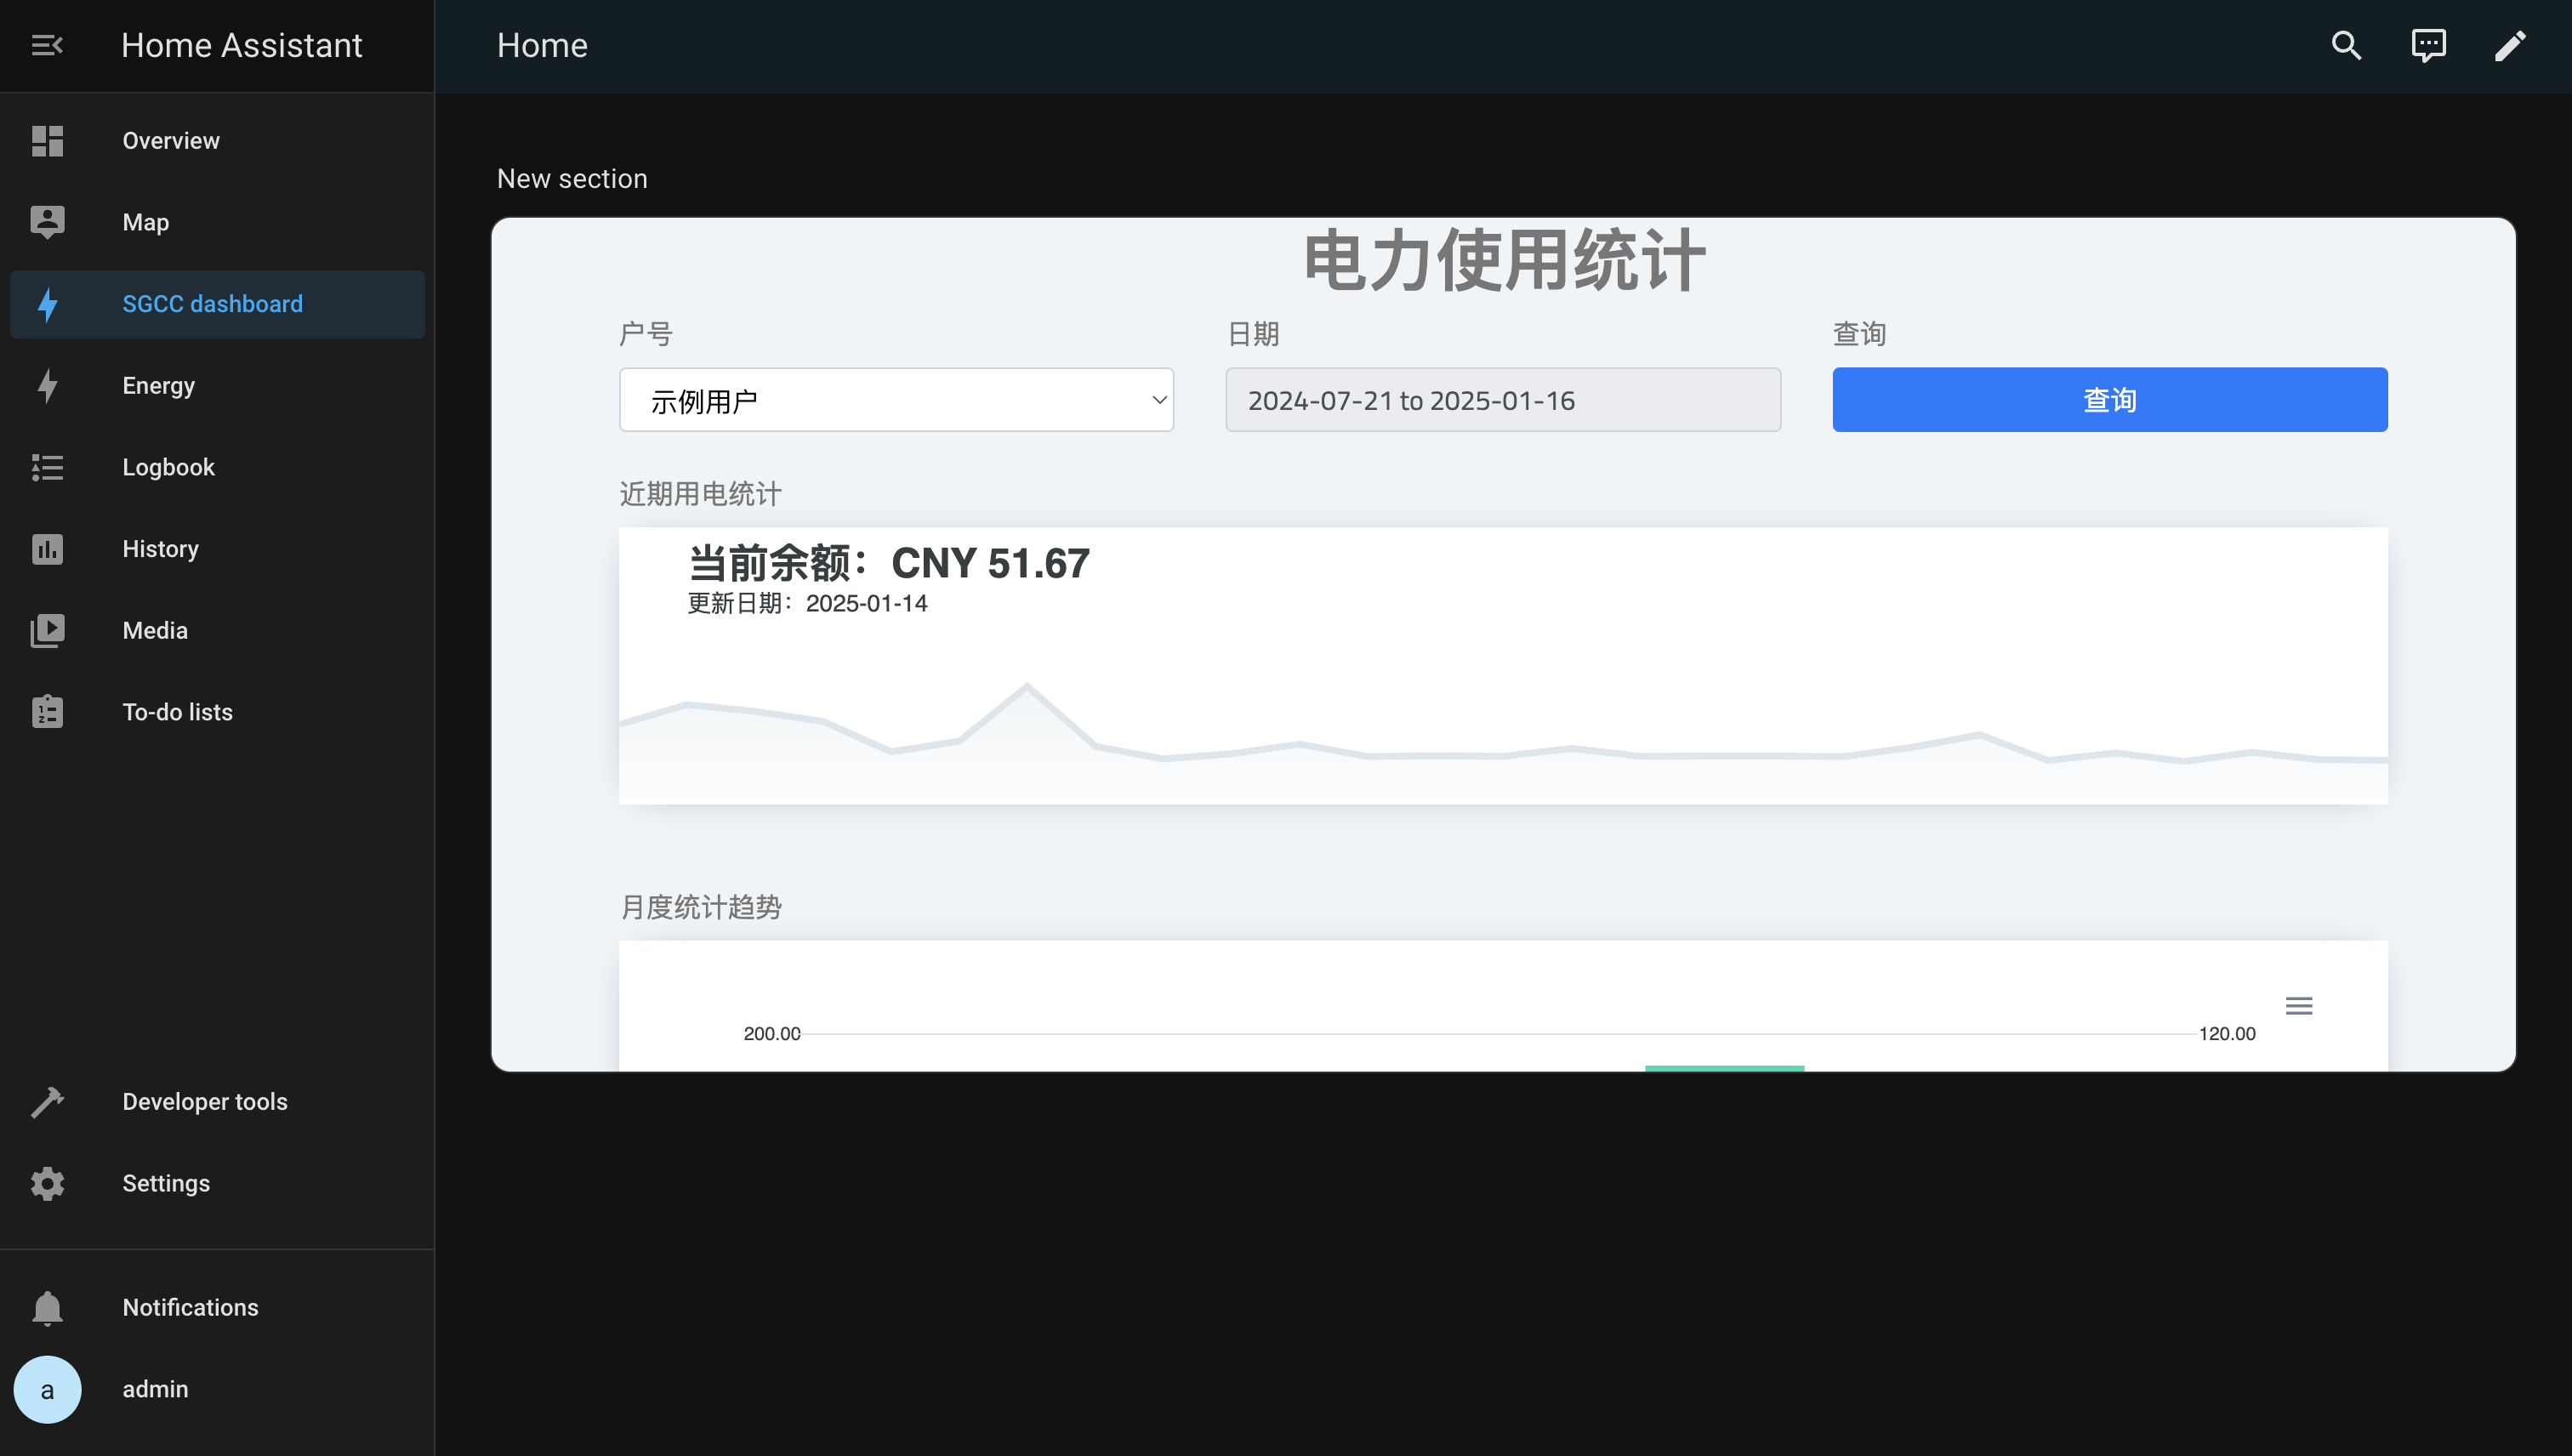 Home Assistant
Home
Overview
Map
SGCC dashboard
Energy
Logbook
History
Media
To-do lists
Developer tools
Settings
Notifications
a
admin
New section
电力使用统计
户号
日期
查询
示例用户
2024-07-21 to 2025-01-16
查询
近期用电统计
当前余额：CNY 51.67
更新日期：2025-01-14
月度统计趋势
200.00
120.00